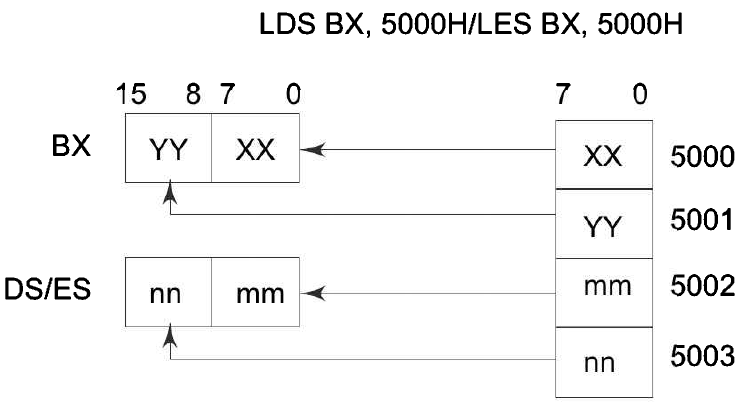 LDS BX, 5000H/LES BX, 5000H
15 8 7 0 7 0
BX YY XX XX 5000
YY 5001
DS/ES nn mm mm 5002
nn 5003